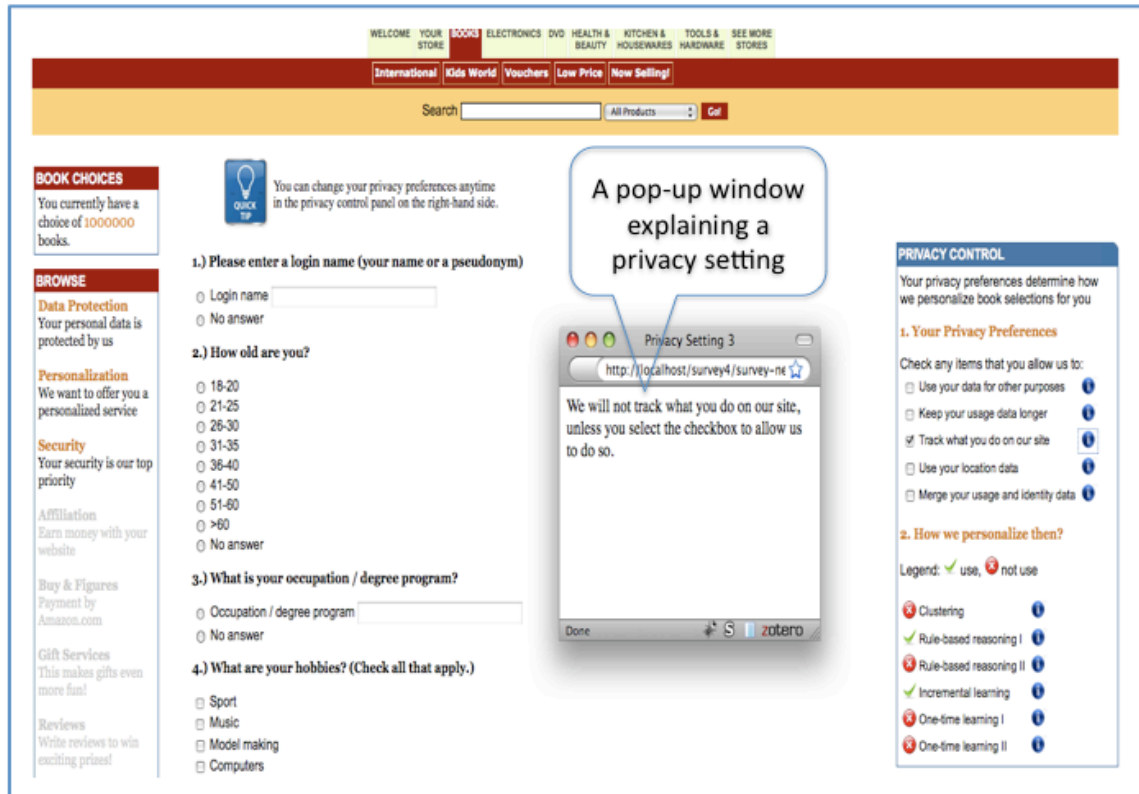 WELCOME YOUR STORE BOOKS ELECTRONICS DVD HEALTH & BEAUTY KITCHEN & HOUSEWARES TOOLS & HARDWARE SEE MORE STORES
International Kids World Vouchers Low Price Now Selling!
Search All Products Go!
BOOK CHOICES
You currently have a
choice of 1000000
books.
BROWSE
Data Protection
Your personal data is
protected by us
Personalization
We want to offer you a
personalized service
Security
Your security is our top
priority
Affiliation
Earn money with your
website
Buy & Figures
Payment by
Amazon.com
Gift Services
This makes gifts even
more fun!
Reviews
Write reviews to win
exciting prizes!
QUICK
TIP
You can change your privacy preferences anytime
in the privacy control panel on the right-hand side.
1.) Please enter a login name (your name or a pseudonym)
Login name
No answer
2.) How old are you?
18-20
21-25
26-30
31-35
36-40
41-50
51-60
>60
No answer
3.) What is your occupation / degree program?
Occupation / degree program
No answer
4.) What are your hobbies? (Check all that apply.)
Sport
Music
Model making
Computers
A pop-up window
explaining a
privacy setting
Privacy Setting 3
http://localhost/survey4/survey-ne
We will not track what you do on our site,
unless you select the checkbox to allow us
to do so.
Done S zotero
PRIVACY CONTROL
Your privacy preferences determine how
we personalize book selections for you
1. Your Privacy Preferences
Check any items that you allow us to:
Use your data for other purposes
Keep your usage data longer
Track what you do on our site
Use your location data
Merge your usage and identity data
2. How we personalize then?
Legend: use, not use
Clustering
Rule-based reasoning I
Rule-based reasoning II
Incremental learning
One-time learning I
One-time learning II